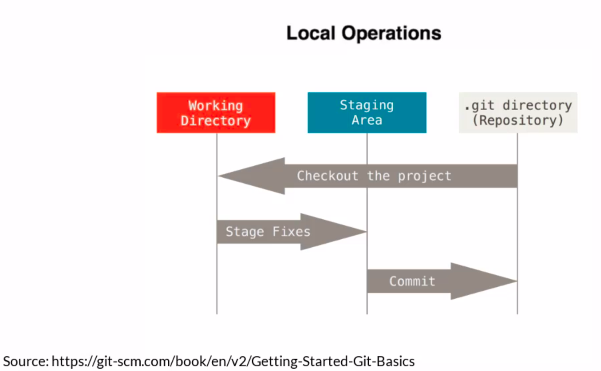 Local Operations
Working
Directory
Staging
Area
.git directory
(Repository)
Checkout the project
Stage Fixes
Commit
Source: https://git-scm.com/book/en/v2/Getting-Started-Git-Basics